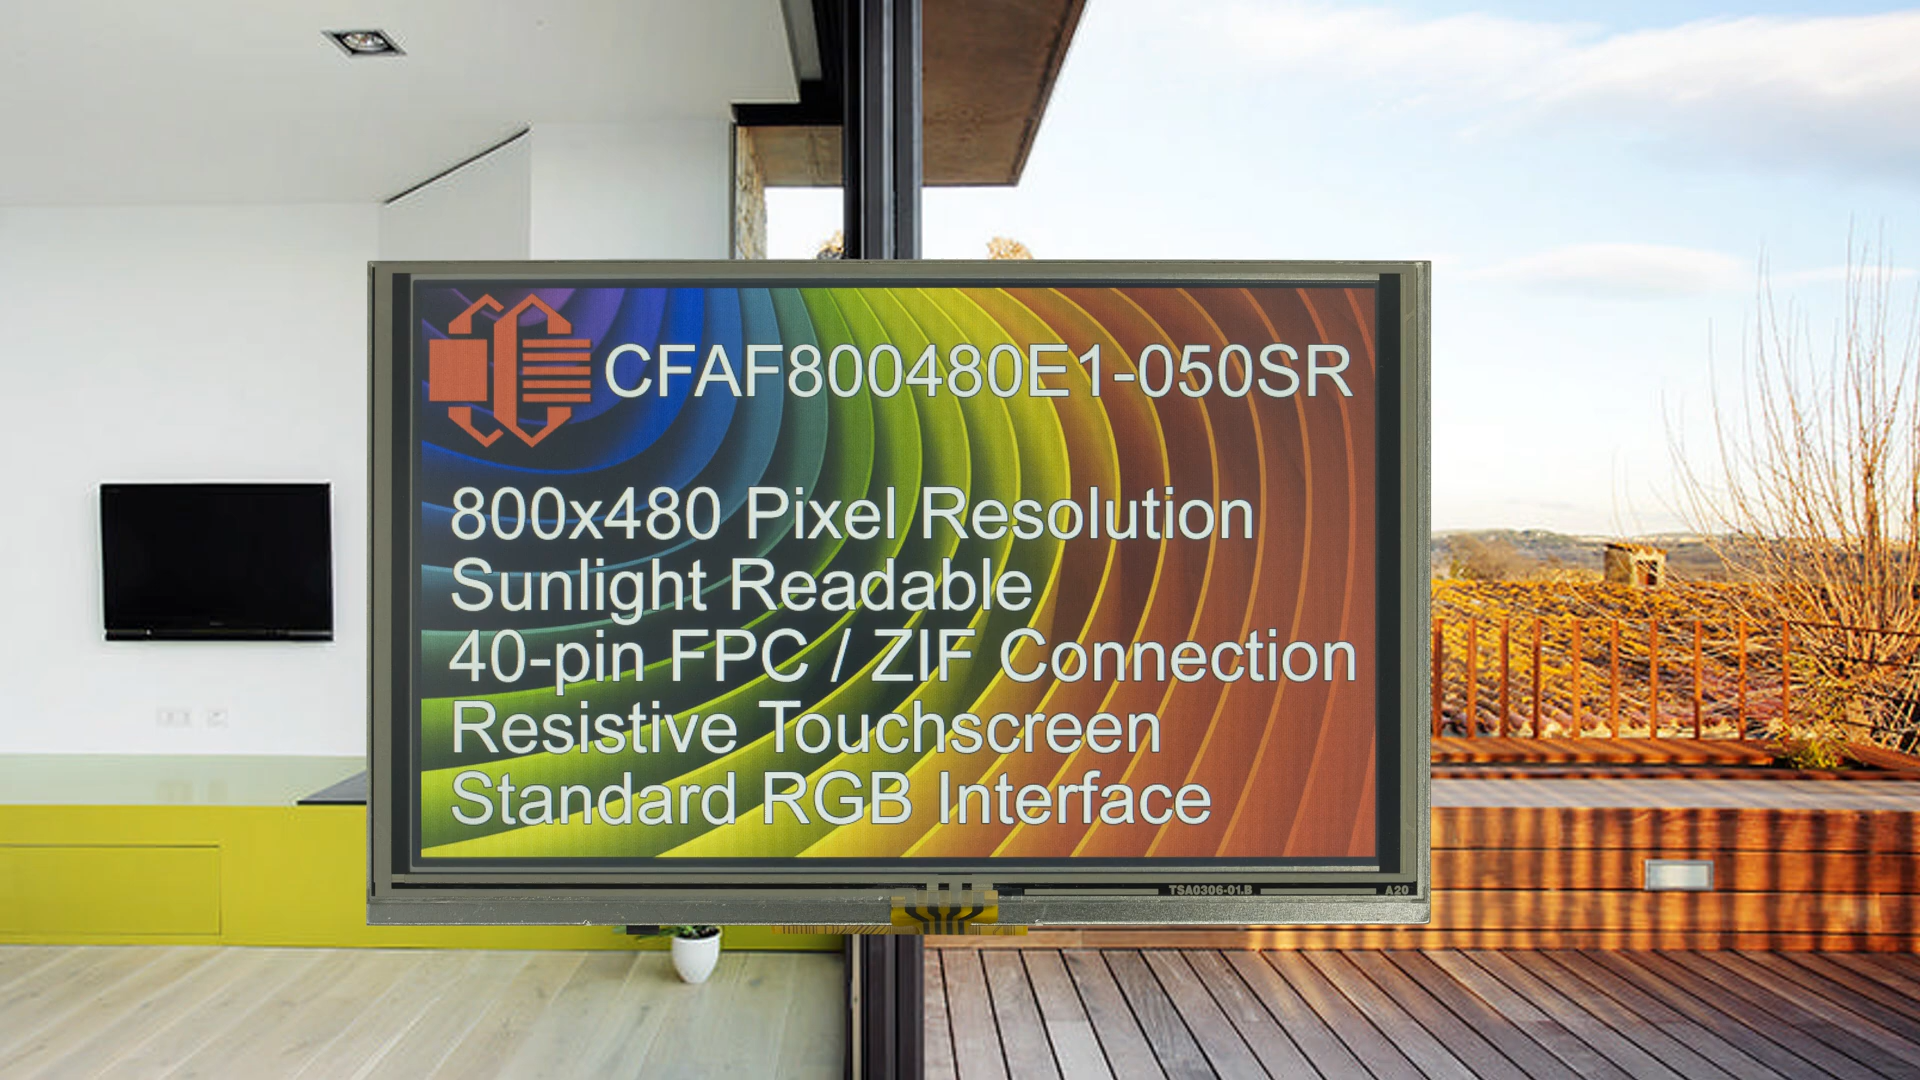 CFAF800480E1-050SR
800x480 Pixel Resolution
Sunlight Readable
40-pin FPC / ZIF Connection
Resistive Touchscreen
Standard RGB Interface
TSA0306-01.B
A20